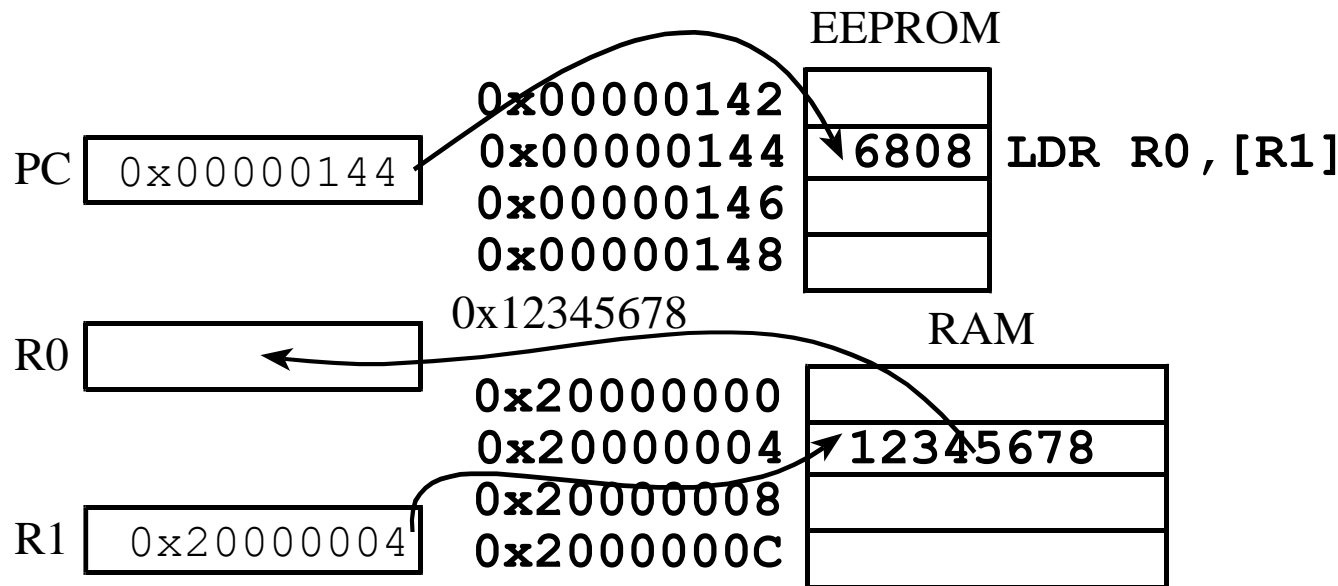 EEPROM
0x00000142
PC 0x00000144 0x00000144 6808 LDR R0,[R1]
0x00000146
0x00000148
0x12345678
RAM
R0
0x20000000
0x20000004 12345678
0x20000008
R1 0x20000004 0x2000000C